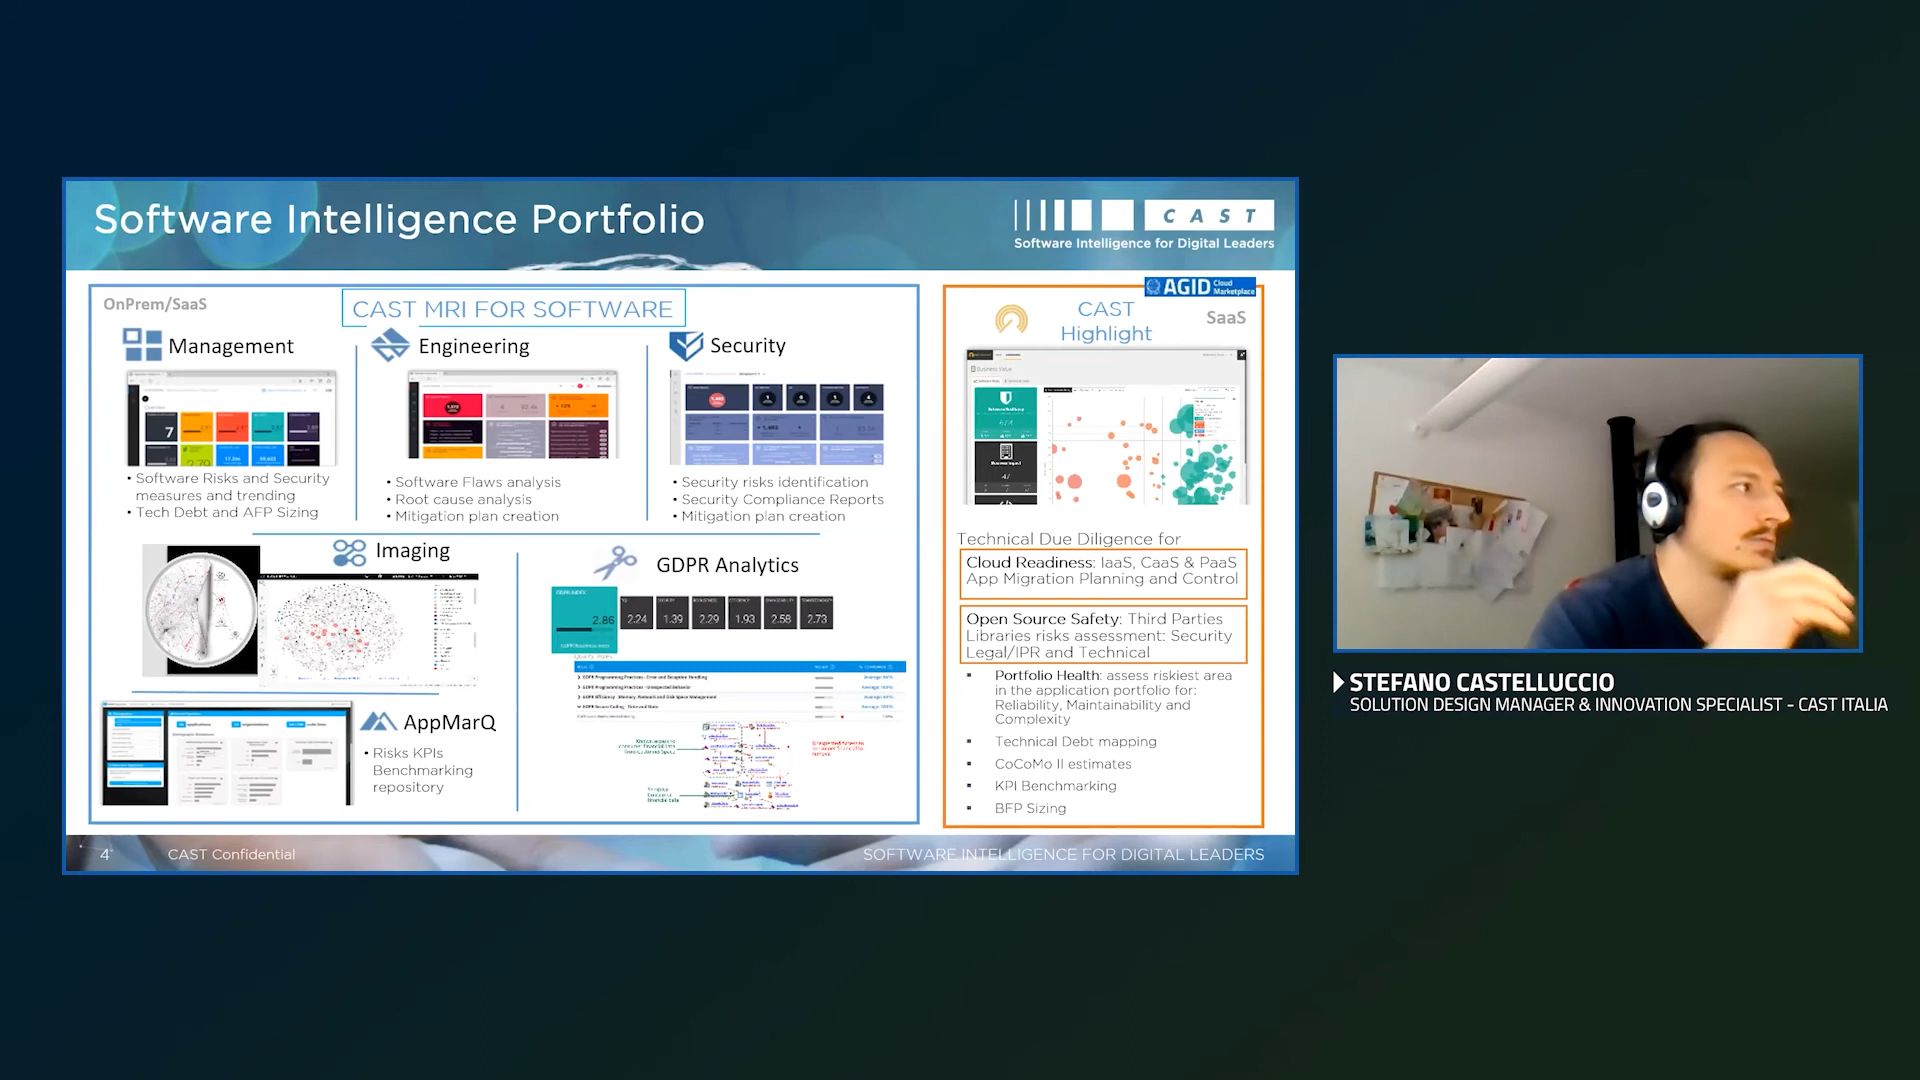 Software Intelligence Portfolio
CAST
Software Intelligence for Digital Leaders
OnPrem/SaaS
CAST MRI FOR SOFTWARE
Management
• Software Risks and Security
measures and trending
• Tech Debt and AFP Sizing
Engineering
• Software Flaws analysis
• Root cause analysis
• Mitigation plan creation
Security
• Security risks identification
• Security Compliance Reports
• Mitigation plan creation
Imaging
GDPR Analytics
2.86
2.24
1.39
2.29
1.93
2.58
2.73
AppMarQ
• Risks KPIs
Benchmarking
repository
AGID Cloud
Marketplace
CAST
Highlight
SaaS
Technical Due Diligence for
Cloud Readiness: IaaS, CaaS & PaaS
App Migration Planning and Control
Open Source Safety: Third Parties
Libraries risks assessment: Security
Legal/IPR and Technical
▪ Portfolio Health: assess riskiest area
in the application portfolio for:
Reliability, Maintainability and
Complexity
▪ Technical Debt mapping
▪ CoCoMo II estimates
▪ KPI Benchmarking
▪ BFP Sizing
4
CAST Confidential
SOFTWARE INTELLIGENCE FOR DIGITAL LEADERS
STEFANO CASTELLUCCIO
SOLUTION DESIGN MANAGER & INNOVATION SPECIALIST - CAST ITALIA